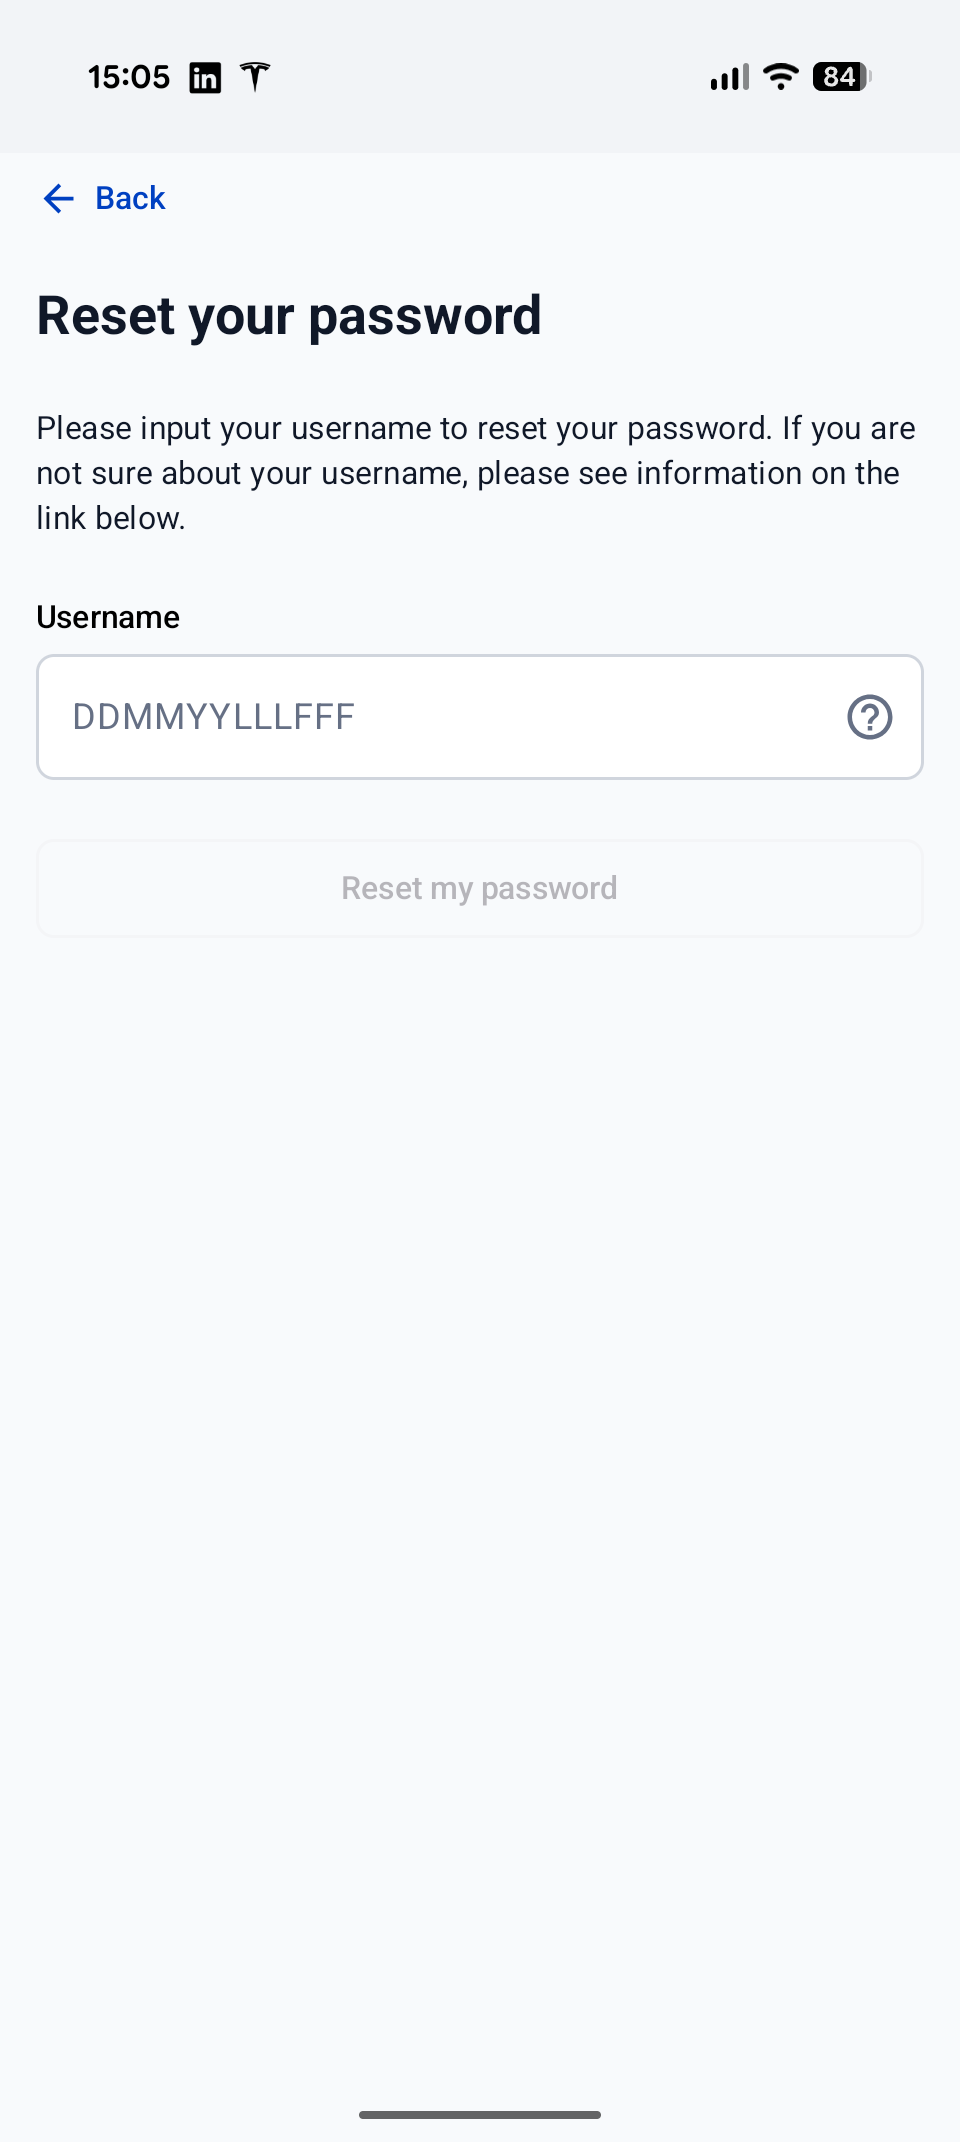 15:05 in 84
Back
Reset your password
Please input your username to reset your password. If you are
not sure about your username, please see information on the
link below.
Username
DDMMYYLLLFFF ?
Reset my password